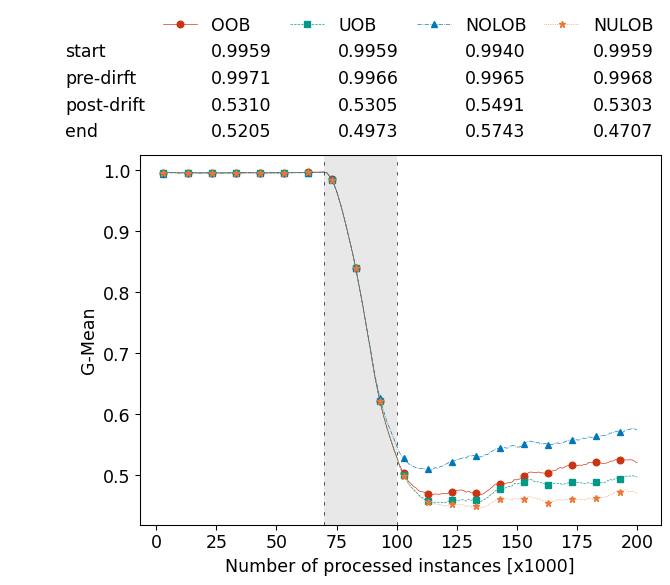 OOB UOB NOLOB NULOB
start 0.9959 0.9959 0.9940 0.9959
pre-dirft 0.9971 0.9966 0.9965 0.9968
post-drift 0.5310 0.5305 0.5491 0.5303
end 0.5205 0.4973 0.5743 0.4707
1.0
0.9
0.8
0.7
0.6
0.5
G-Mean
0 25 50 75 100 125 150 175 200
Number of processed instances [x1000]